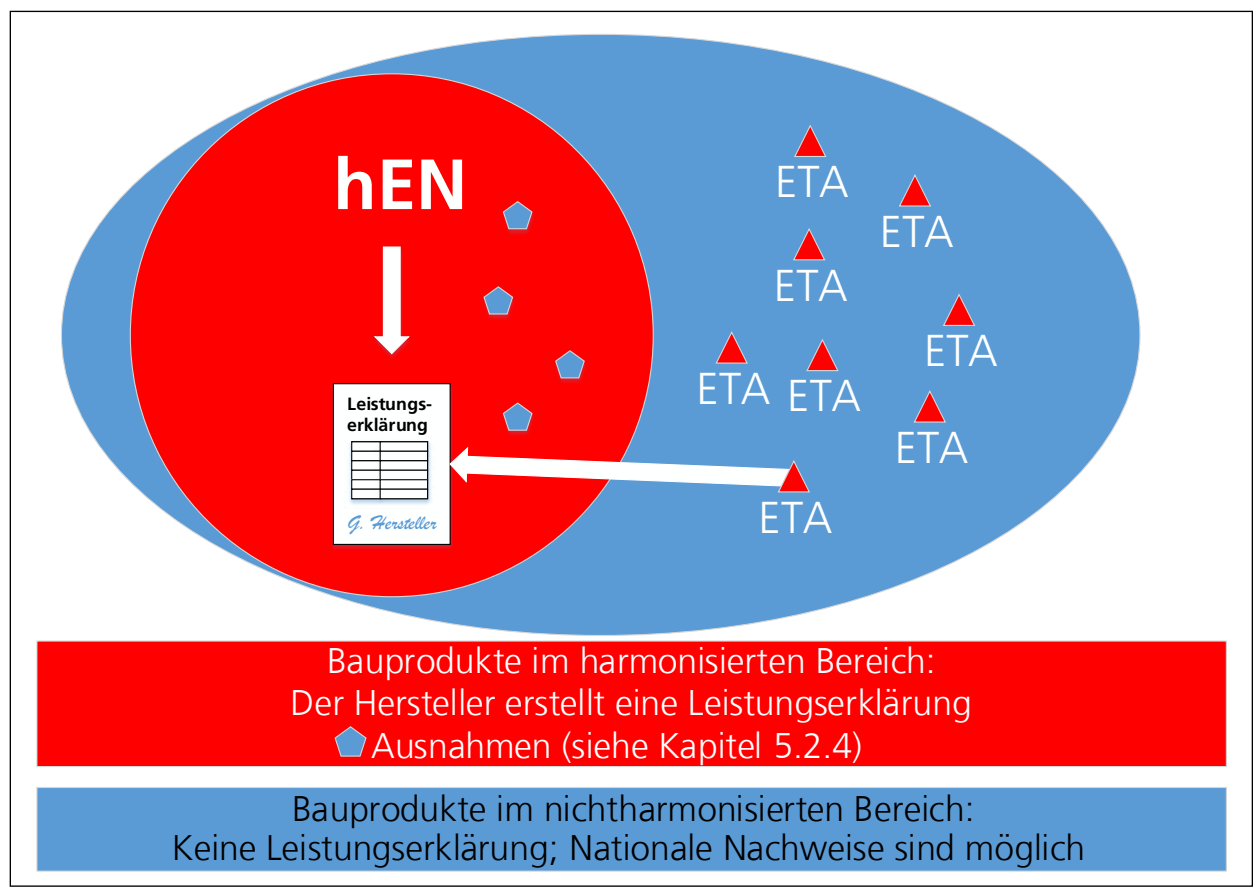 hEN
Leistungs-
erklärung
G. Hersteller
ETA
ETA
ETA
ETA
ETA
ETA
ETA
ETA
Bauprodukte im harmonisierten Bereich:
Der Hersteller erstellt eine Leistungserklärung
Ausnahmen (siehe Kapitel 5.2.4)
Bauprodukte im nichtharmonisierten Bereich:
Keine Leistungserklärung; Nationale Nachweise sind möglich